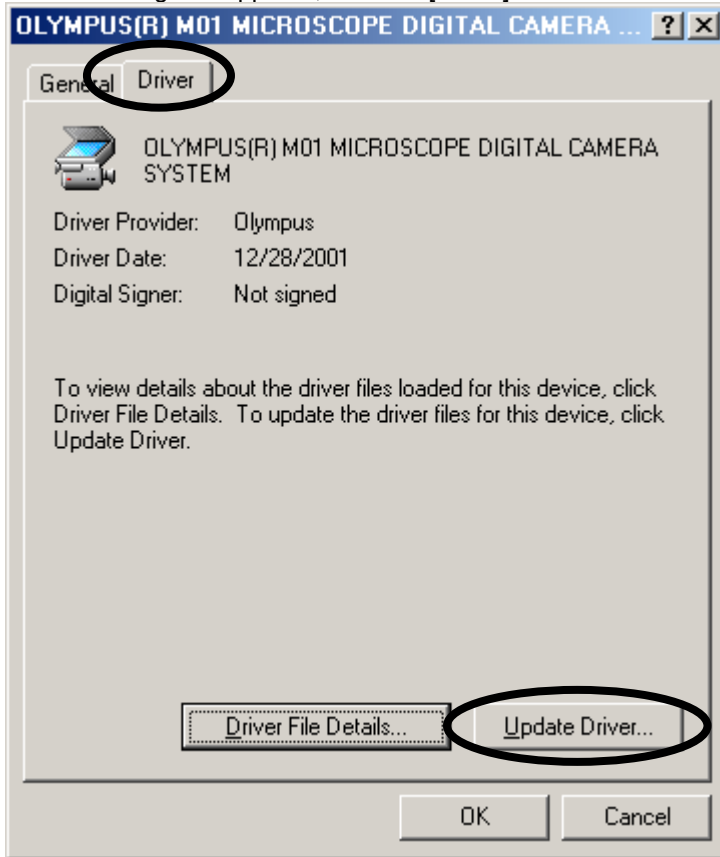 OLYMPUS(R) M01 MICROSCOPE DIGITAL CAMERA ... ? X
General Driver
OLYMPUS(R) M01 MICROSCOPE DIGITAL CAMERA
SYSTEM
Driver Provider: Olympus
Driver Date: 12/28/2001
Digital Signer: Not signed
To view details about the driver files loaded for this device, click
Driver File Details. To update the driver files for this device, click
Update Driver.
Driver File Details... Update Driver...
OK Cancel